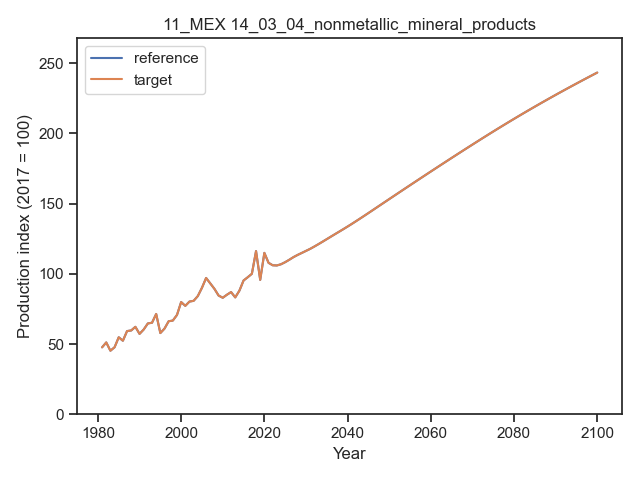 11_MEX 14_03_04_nonmetallic_mineral_products
reference
target
Production index (2017 = 100)
250
200
150
100
50
0
1980
2000
2020
2040
2060
2080
2100
Year